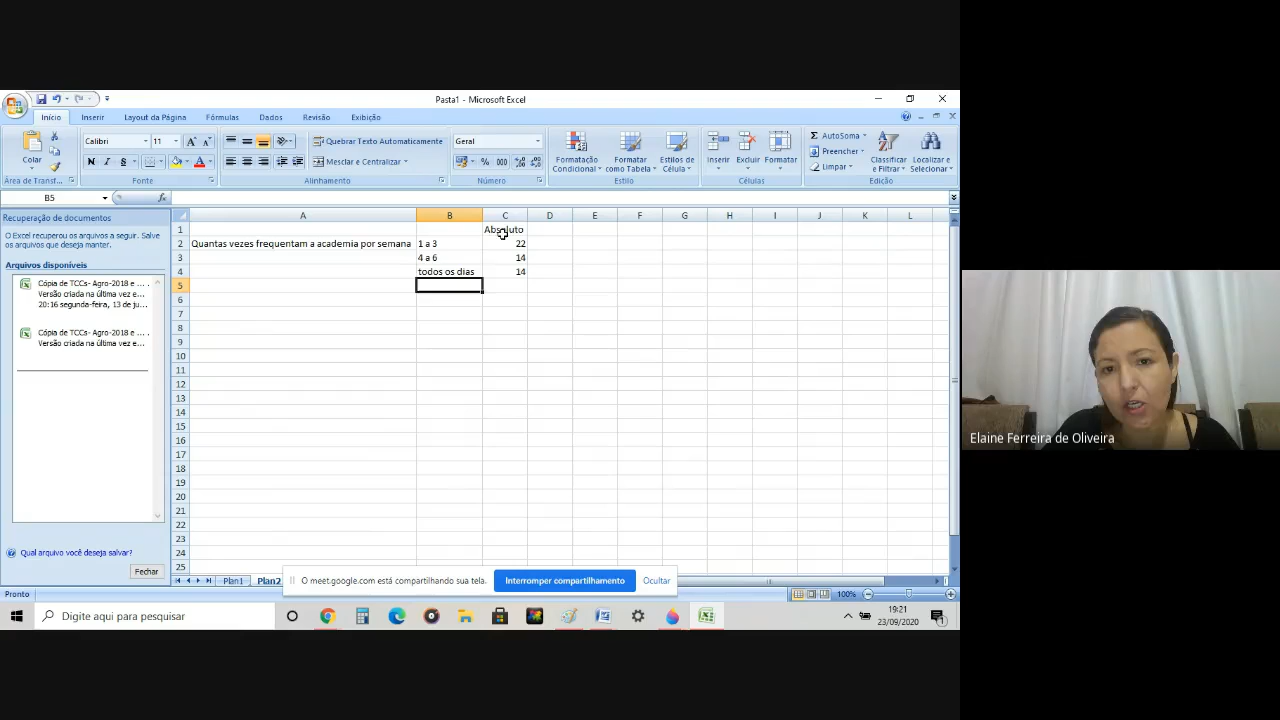 Pasta1 - Microsoft Excel
Início Inserir Layout da Página Fórmulas Dados Revisão Exibição
Colar
Calibri 11
N I S
Quebrar Texto Automaticamente
Mesclar e Centralizar
Geral
% 000
Formatação Condicional
Formatar como Tabela
Estilos de Célula
Inserir Excluir Formatar
AutoSoma
Preencher
Limpar
Classificar e Filtrar
Localizar e Selecionar
Área de Transf... Fonte Alinhamento Número Estilo Células Edição
B5 fx
Recuperação de documentos
O Excel recuperou os arquivos a seguir. Salve os arquivos que deseja manter.
Arquivos disponíveis
Cópia de TCCs- Agro-2018 e ... .
Versão criada na última vez e...
20:16 segunda-feira, 13 de ju...
Cópia de TCCs- Agro-2018 e ... .
Versão criada na última vez e...
Qual arquivo você deseja salvar?
Fechar
A B C D E F G H I J K L
1 Absoluto
2 Quantas vezes frequentam a academia por semana 1 a 3 22
3 4 a 6 14
4 todos os dias 14
5
6
7
8
9
10
11
12
13
14
15
16
17
18
19
20
21
22
23
24
25
Plan1 Plan2
O meet.google.com está compartilhando sua tela. Interromper compartilhamento Ocultar
Pronto 100%
Digite aqui para pesquisar
19:21
23/09/2020
Elaine Ferreira de Oliveira